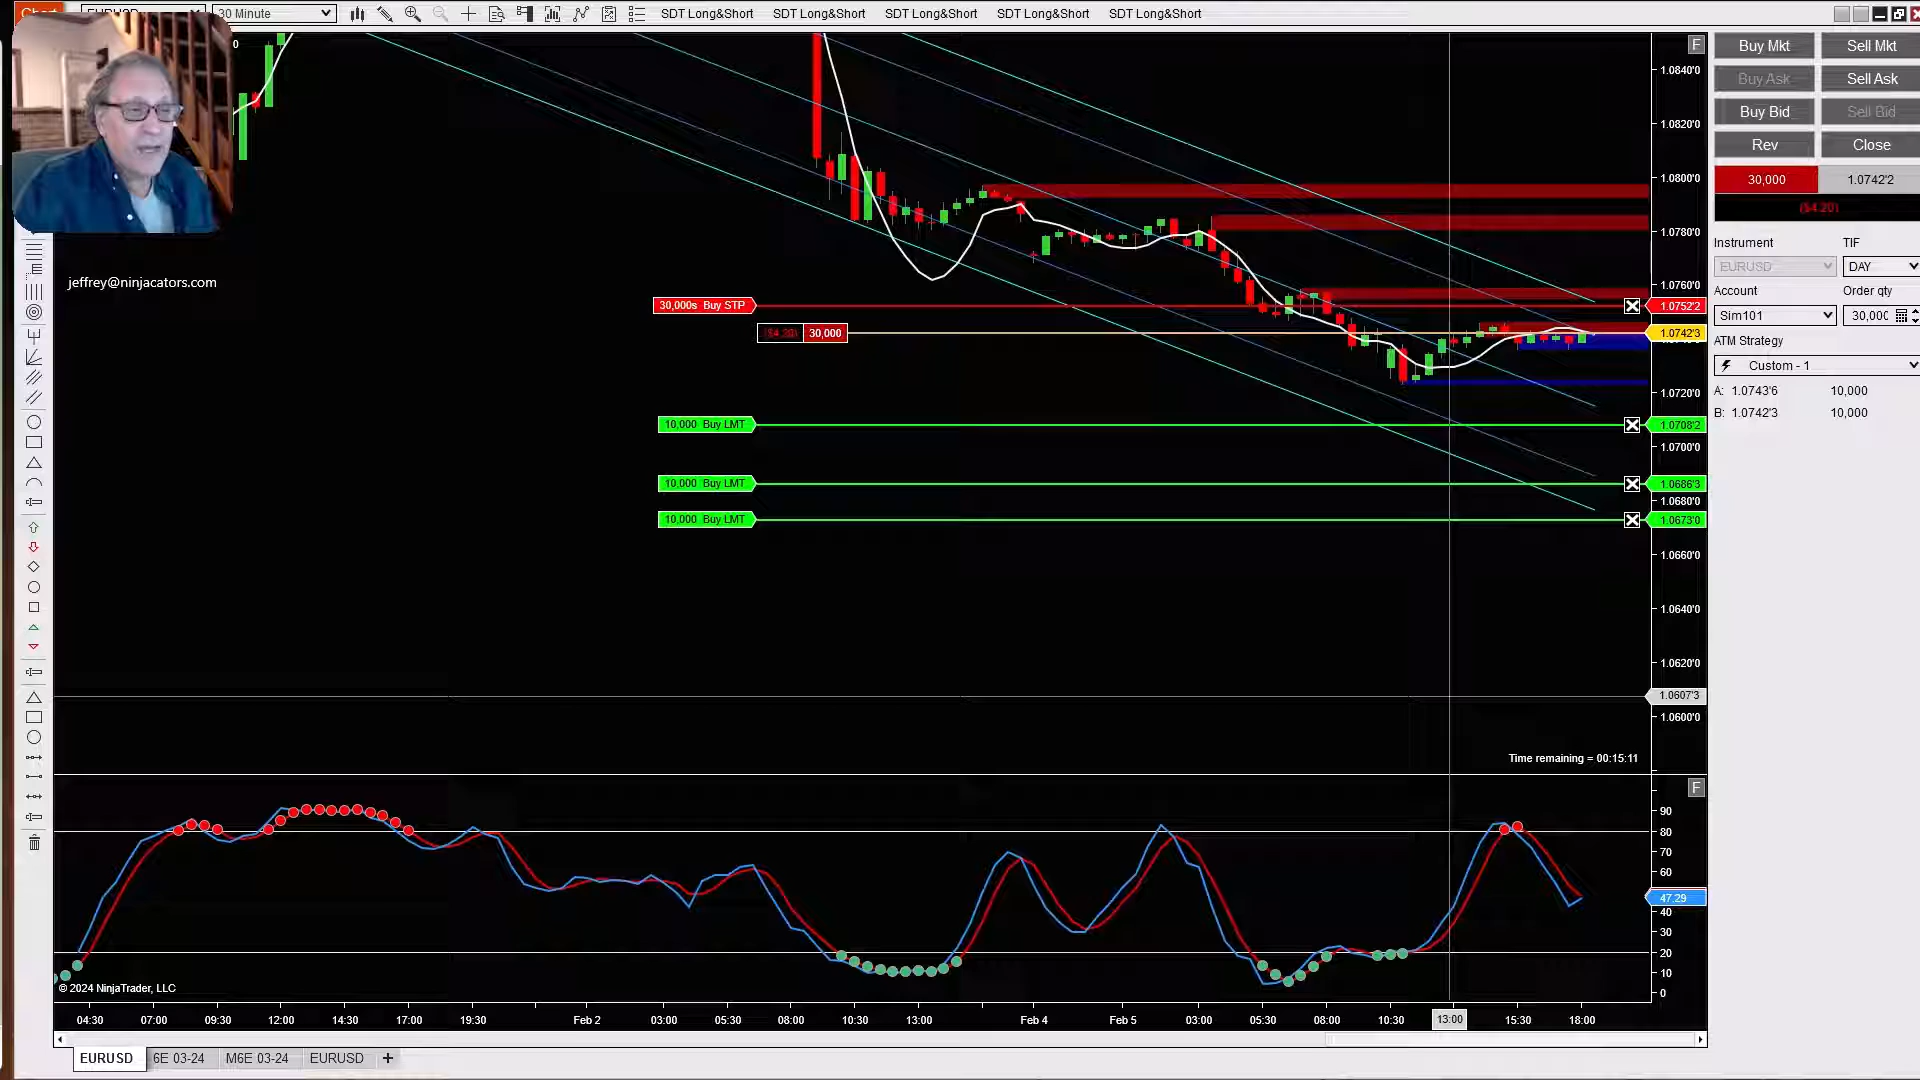 Chart
EURUSD
30 Minute
SDT Long&Short SDT Long&Short SDT Long&Short SDT Long&Short SDT Long&Short
0
F
jeffrey@ninjacators.com
30,000s Buy STP
($4.20) 30,000
10,000 Buy LMT
10,000 Buy LMT
10,000 Buy LMT
1.0840'0
1.0820'0
1.0800'0
1.0780'0
1.0760'0
1.0752'2
1.0742'3
1.0720'0
1.0708'2
1.0700'0
1.0686'3
1.0680'0
1.0673'0
1.0660'0
1.0640'0
1.0620'0
1.0607'3
1.0600'0
Time remaining = 00:15:11
F
90
80
70
60
47.29
40
30
20
10
0
© 2024 NinjaTrader, LLC
04:30 07:00 09:30 12:00 14:30 17:00 19:30 Feb 2 03:00 05:30 08:00 10:30 13:00 Feb 4 Feb 5 03:00 05:30 08:00 10:30 13:00 15:30 18:00
EURUSD 6E 03-24 M6E 03-24 EURUSD +
Buy Mkt Sell Mkt
Buy Ask Sell Ask
Buy Bid Sell Bid
Rev Close
30,000 1.0742'2
($4.20)
Instrument TIF
EURUSD DAY
Account Order qty
Sim101 30,000
ATM Strategy
Custom - 1
A: 1.0743'6 10,000
B: 1.0742'3 10,000